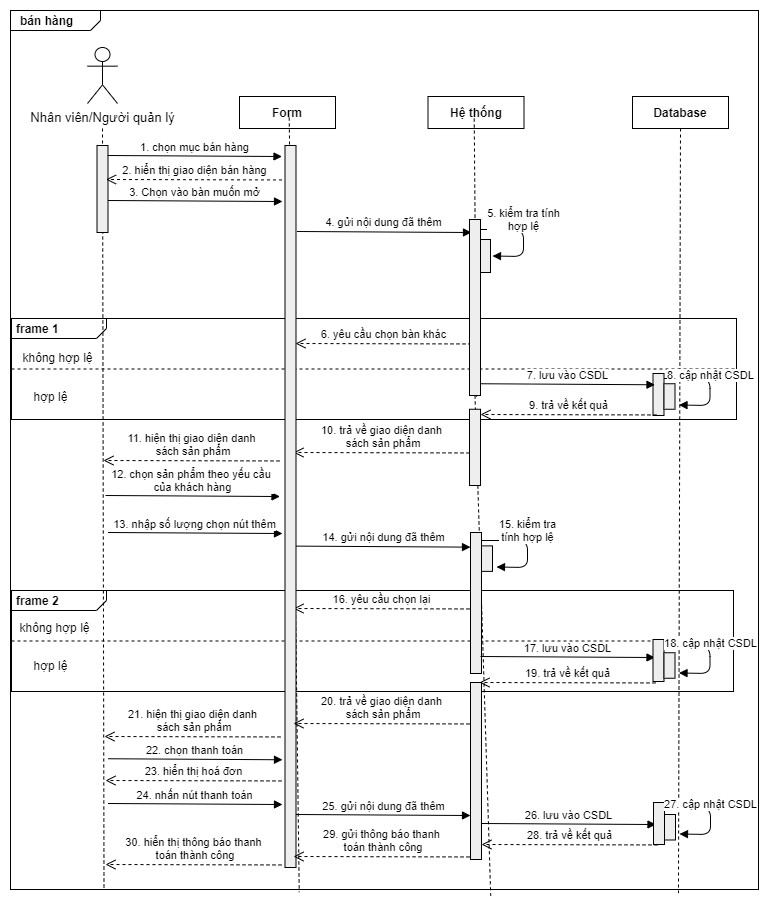 bán hàng
Nhân viên/Người quản lý
Form
Hệ thống
Database
1. chọn mục bán hàng
2. hiển thị giao diện bán hàng
3. Chọn vào bàn muốn mở
4. gửi nội dung đã thêm
5. kiểm tra tính
hợp lệ
frame 1
6. yêu cầu chọn bàn khác
không hợp lệ
7. lưu vào CSDL
8. cập nhật CSDL
hợp lệ
9. trả về kết quả
10. trả về giao diện danh
sách sản phẩm
11. hiện thị giao diện danh
sách sản phẩm
12. chọn sản phẩm theo yếu cầu
của khách hàng
13. nhập số lượng chọn nút thêm
14. gửi nội dung đã thêm
15. kiểm tra
tính hợp lệ
frame 2
16. yêu cầu chọn lại
không hợp lệ
17. lưu vào CSDL
18. cập nhật CSDL
hợp lệ
19. trả về kết quả
20. trả về giao diện danh
sách sản phẩm
21. hiện thị giao diện danh
sách sản phẩm
22. chọn thanh toán
23. hiển thị hoá đơn
24. nhấn nút thanh toán
25. gửi nội dung đã thêm
26. lưu vào CSDL
27. cập nhật CSDL
28. trả về kết quả
29. gửi thông báo thanh
toán thành công
30. hiển thị thông báo thanh
toán thành công